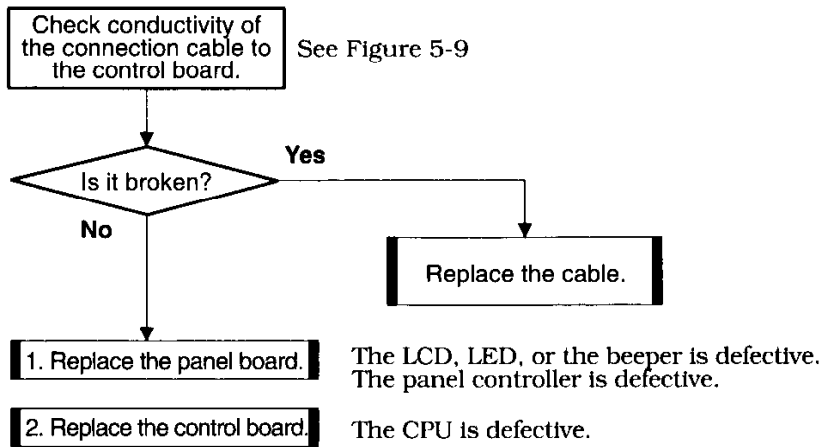 Check conductivity of
the connection cable to
the control board.
See Figure 5-9
Yes
Is it broken?
No
Replace the cable.
1. Replace the panel board.
The LCD, LED, or the beeper is defective.
The panel controller is defective.
2. Replace the control board.
The CPU is defective.